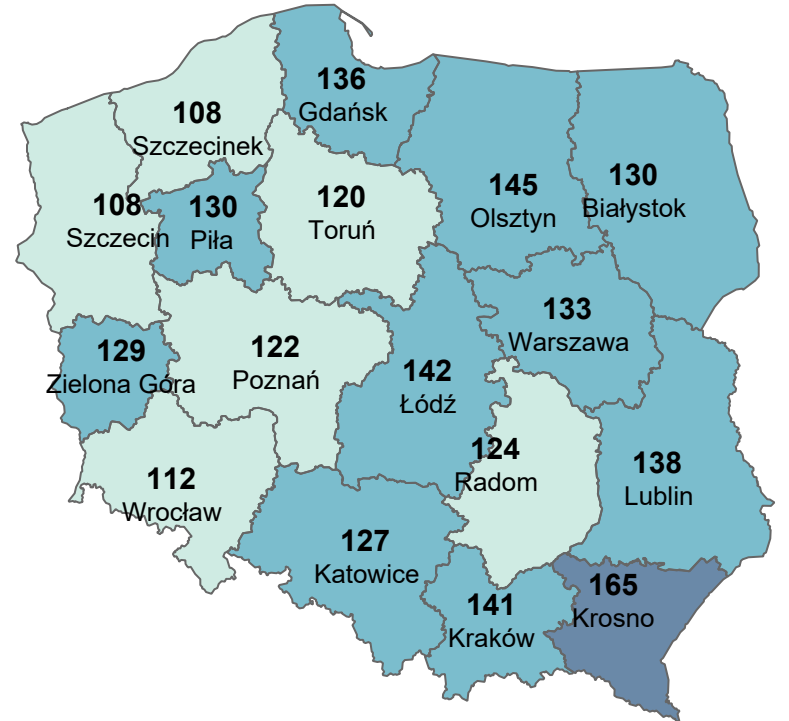 136
Gdańsk
108
Szczecinek
145
Olsztyn
130
Białystok
108
Szczecin
130
Piła
120
Toruń
133
Warszawa
129
Zielona Góra
122
Poznań
142
Łódź
124
Radom
138
Lublin
112
Wrocław
127
Katowice
141
Kraków
165
Krosno